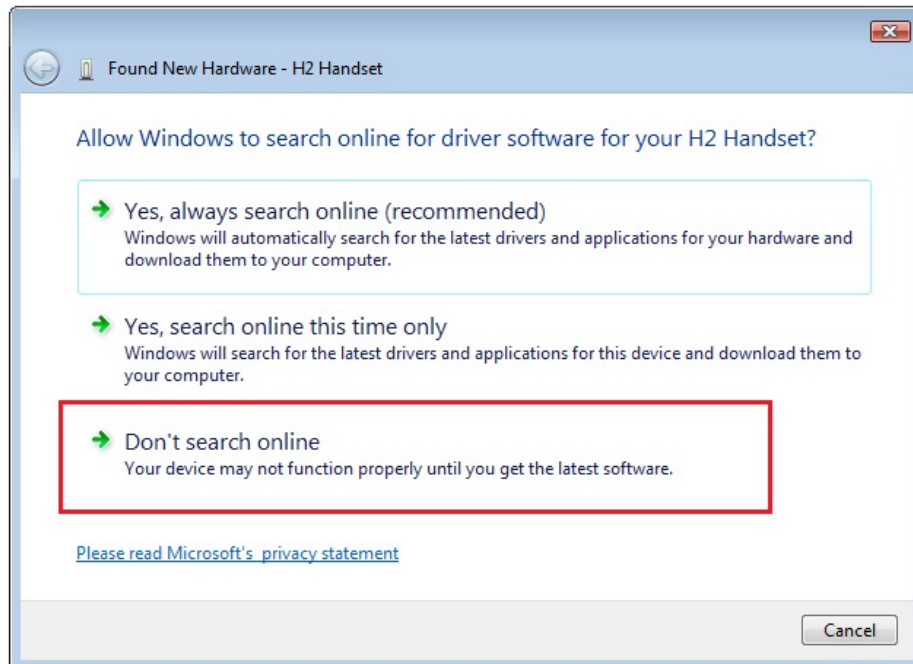 Found New Hardware - H2 Handset
Allow Windows to search online for driver software for your H2 Handset?
Yes, always search online (recommended)
Windows will automatically search for the latest drivers and applications for your hardware and
download them to your computer.
Yes, search online this time only
Windows will search for the latest drivers and applications for this device and download them to
your computer.
Don't search online
Your device may not function properly until you get the latest software.
Please read Microsoft's privacy statement
Cancel